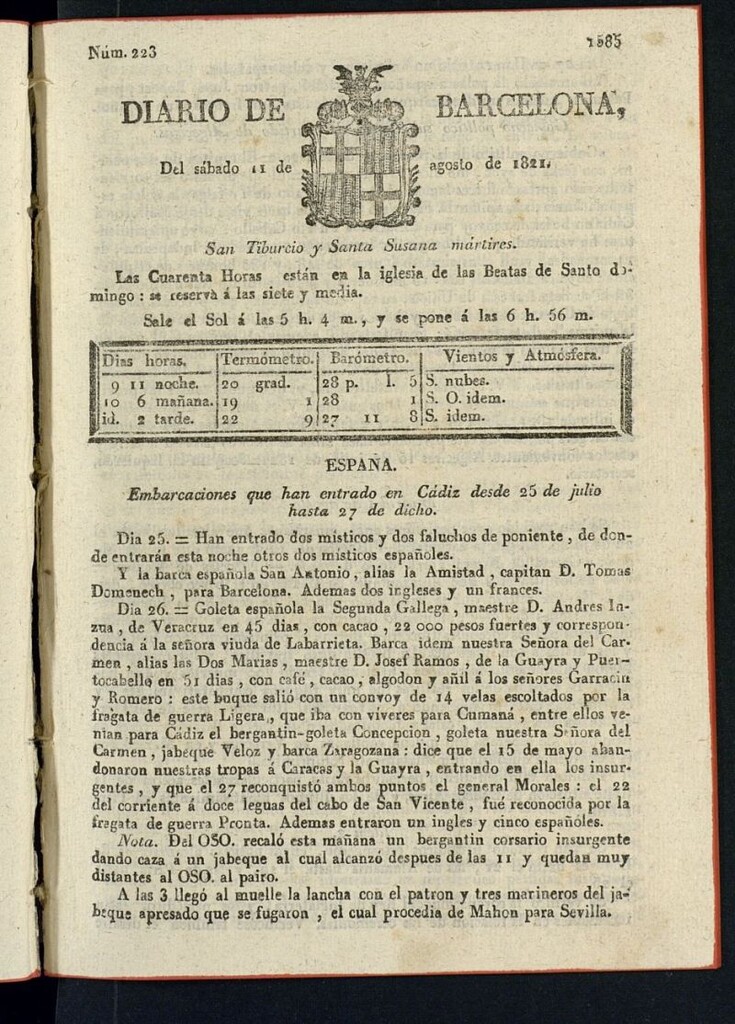 Núm. 223 1585
DIARIO DE BARCELONA,
Del sábado 11 de agosto de 1821.
San Tiburcio y Santa Susana mártires.
Las Cuarenta Horas están en la iglesia de las Beatas de Santo do-
mingo : se reserva á las siete y media.
Sale el Sol á las 5 h. 4 m., y se pone á las 6 h. 56 m.
Dias horas. Termómetro. Barómetro. Vientos y Atmósfera.
9 11 noche. 20 grad. 28 p. l. 5 S. nubes.
10 6 mañana. 19 1 28 1 S. O. idem.
id. 2 tarde. 22 9 27 11 8 S. idem.
ESPAÑA.
Embarcaciones que han entrado en Cádiz desde 25 de julio
hasta 27 de dicho.
Dia 25. = Han entrado dos místicos y dos faluchos de poniente , de don-
de entrarán esta noche otros dos místicos españoles.
Y la barca española San Antonio , alias la Amistad , capitan D. Tomas
Domenech , para Barcelona. Ademas dos ingleses y un frances.
Dia 26. = Goleta española la Segunda Gallega , maestre D. Andres In-
zua , de Veracruz en 45 dias , con cacao , 22 000 pesos fuertes y correspon-
dencia á la señora viuda de Labarrieta. Barca idem nuestra Señora del Car-
men , alias las Dos Marias , maestre D. Josef Ramos , de la Guayra y Puer-
tocabello en 51 dias , con café , cacao , algodon y añil á los señores Garracin
y Romero : este buque salió con un convoy de 14 velas escoltados por la
fragata de guerra Ligera , que iba con víveres para Cumaná , entre ellos ve-
nian para Cádiz el bergantin-goleta Concepcion , goleta nuestra Señora del
Carmen , jabeque Veloz y barca Zaragozana : dice que el 15 de mayo aban-
donaron nuestras tropas á Caracas y la Guayra , entrando en ella los insur-
gentes , y que el 27 reconquistó ambos puntos el general Morales : el 22
del corriente á doce leguas del cabo de San Vicente , fué reconocida por la
fragata de guerra Pronta. Ademas entraron un ingles y cinco españoles.
Nota. Del OSO. recaló esta mañana un bergantin corsario insurgente
dando caza á un jabeque al cual alcanzó despues de las 11 y quedan muy
distantes al OSO. al pairo.
A las 3 llegó al muelle la lancha con el patron y tres marineros del ja-
beque apresado que se fugaron , el cual procedia de Mahon para Sevilla.